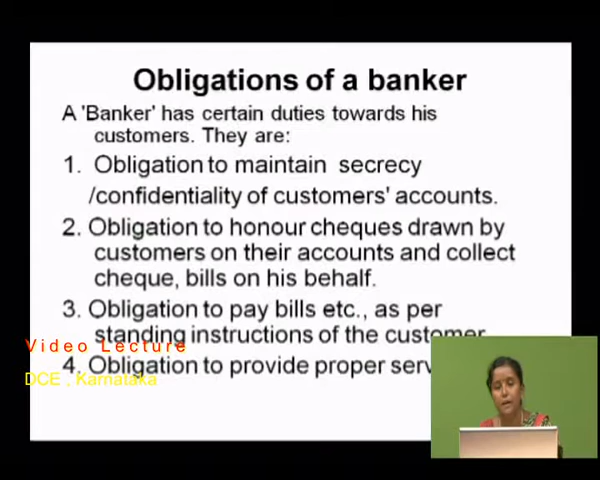 Obligations of a banker
A 'Banker' has certain duties towards his
customers. They are:
1. Obligation to maintain secrecy
/confidentiality of customers' accounts.
2. Obligation to honour cheques drawn by
customers on their accounts and collect
cheque, bills on his behalf.
3. Obligation to pay bills etc., as per
standing instructions of the customer
Video Lecture
4. Obligation to provide proper
DCE, Karnataka